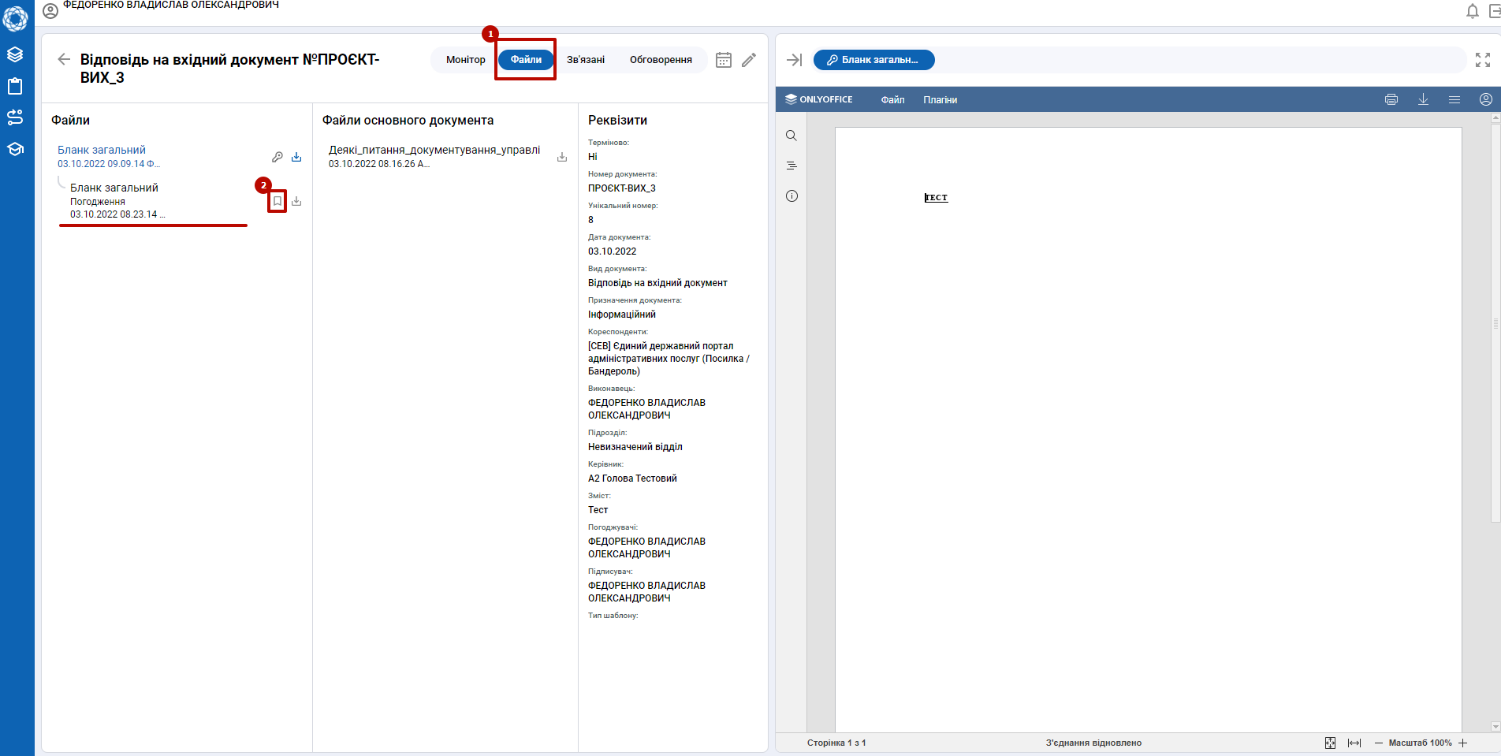 ФЕДОРЕНКО ВЛАДИСЛАВ ОЛЕКСАНДРОВИЧ
Відповідь на вхідний документ №ПРОЄКТ-
ВИХ_3
1
Монітор
Файли
Зв'язані
Обговорення
Файли
Бланк загальний
03.10.2022 09.09.14 Ф...
Бланк загальний
Погодження
03.10.2022 08.23.14 ...
2
Файли основного документа
Деякі_питання_документування_управлі
03.10.2022 08.16.26 А...
Реквізити
Терміново:
Ні
Номер документа:
ПРОЄКТ-ВИХ_3
Унікальний номер:
8
Дата документа:
03.10.2022
Вид документа:
Відповідь на вхідний документ
Призначення документа:
Інформаційний
Кореспонденти:
[СЕВ] Єдиний державний портал
адміністративних послуг (Посилка /
Бандероль)
Виконавець:
ФЕДОРЕНКО ВЛАДИСЛАВ
ОЛЕКСАНДРОВИЧ
Підрозділ:
Невизначений відділ
Керівник:
А2 Голова Тестовий
Зміст:
Тест
Погоджувачі:
ФЕДОРЕНКО ВЛАДИСЛАВ
ОЛЕКСАНДРОВИЧ
Підписувач:
ФЕДОРЕНКО ВЛАДИСЛАВ
ОЛЕКСАНДРОВИЧ
Тип шаблону:
Бланк загальн...
ONLYOFFICE
Файл
Плагіни
ТЕСТ
Сторінка 1 з 1
З'єднання відновлено
Масштаб 100%